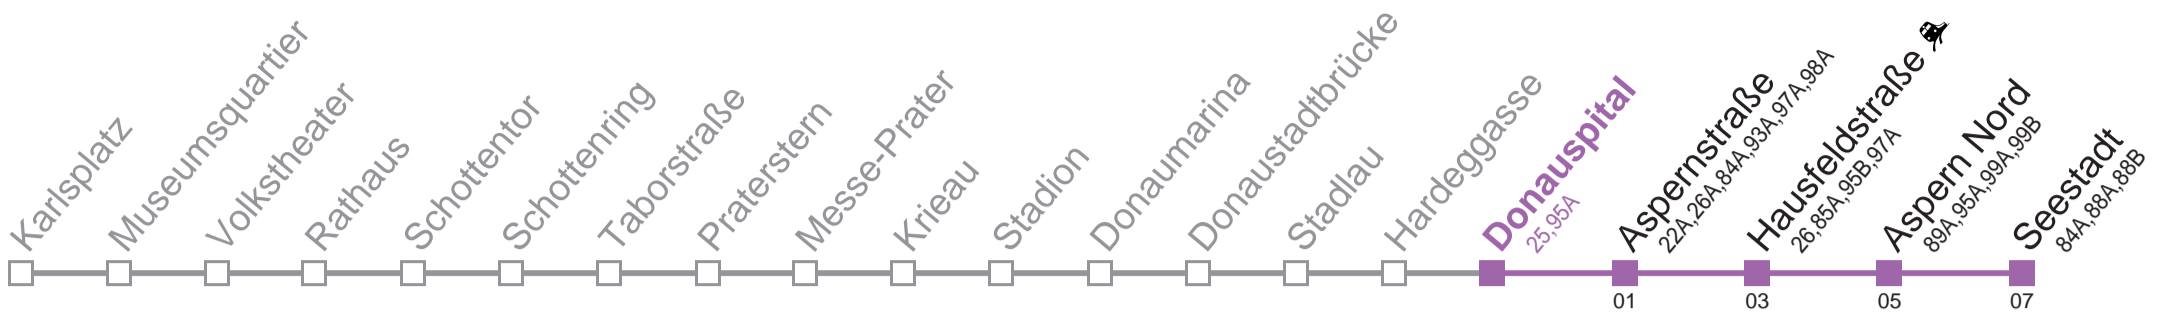 Karlsplatz
Museumsquartier
Volkstheater
Rathaus
Schottentor
Schottenring
Taborstraße
Praterstern
Messe-Prater
Krieau
Stadion
Donaumarina
Donaustadtbrücke
Stadlau
Hardeggasse
Donauspital
25,95A
Aspernstraße
22A,26A,84A,93A,97A,98A
Hausfeldstraße
26,85A,95B,97A
Aspern Nord
89A,95A,99A,99B
Seestadt
84A,88A,88B
01
03
05
07